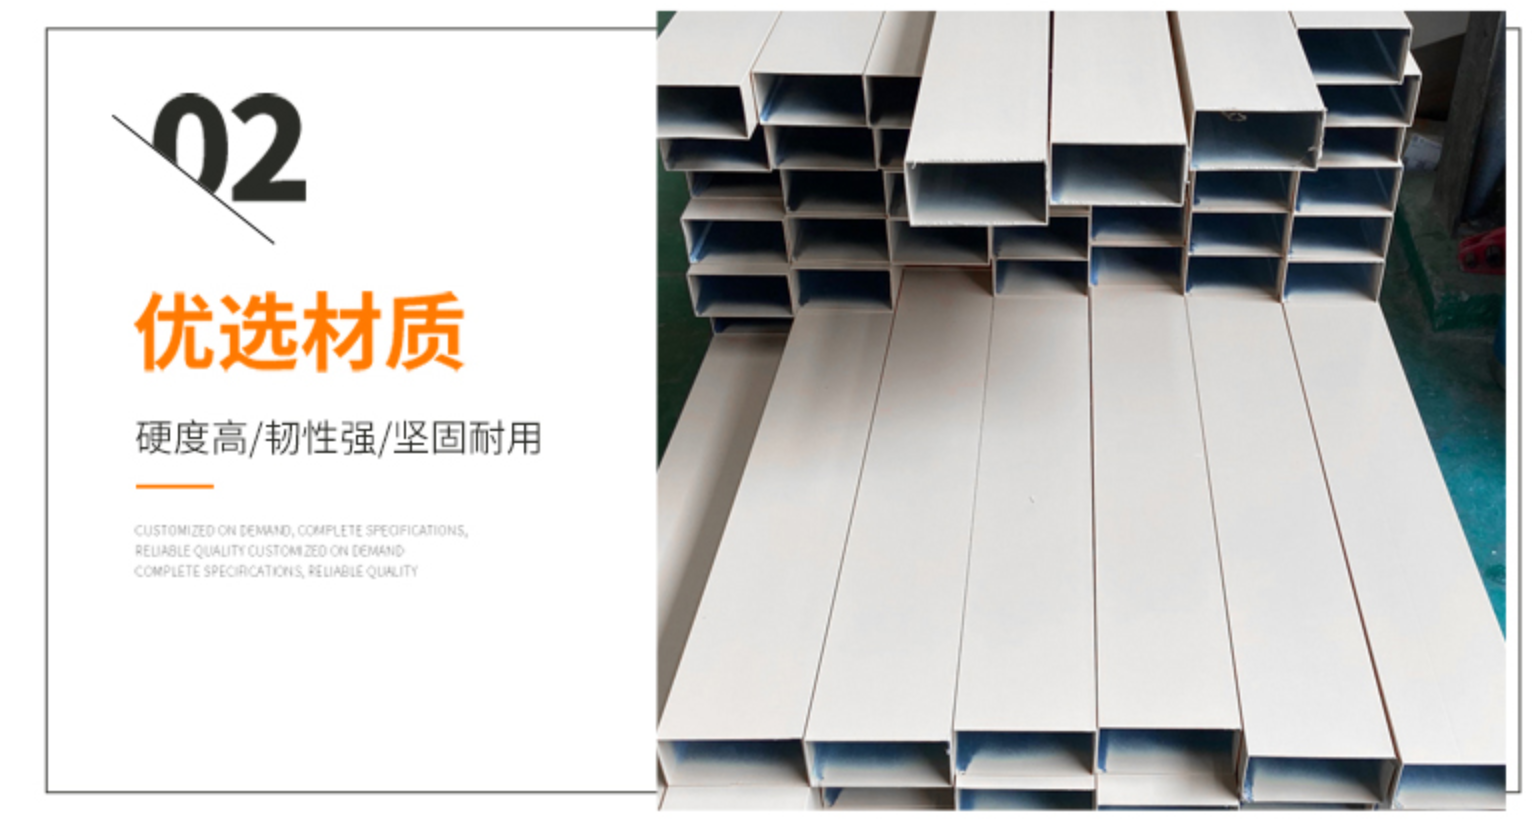 02
优选材质
硬度高/韧性强/坚固耐用
CUSTOMIZED ON DEMAND, COMPLETE SPECIFICATIONS,
RELIABLE QUALITY CUSTOMIZED ON DEMAND
COMPLETE SPECIFICATIONS, RELIABLE QUALITY